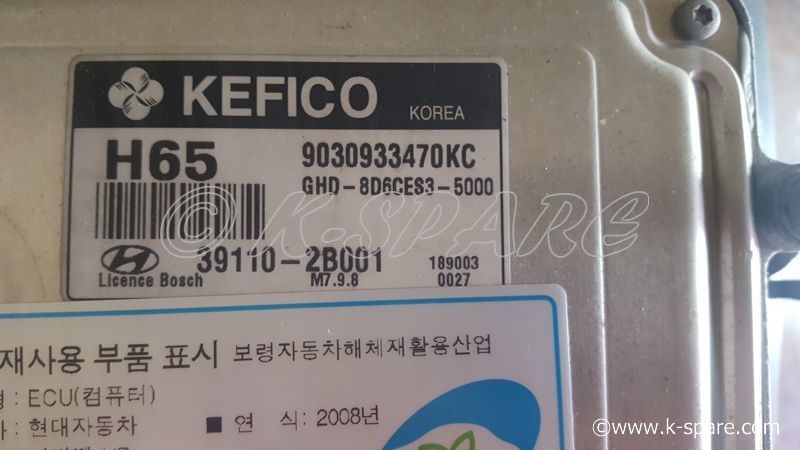 KEFICO KOREA
H65 9030933470KC
GHD-8D6CES3-5000
© K-SPARE
39110-2B001 189003
Licence Bosch M7.9.8 0027
재사용 부품 표시 보령자동차해체재활용산업
: ECU(컴퓨터)
: 현대자동차 ■ 연 식: 2008년
©www.k-spare.com